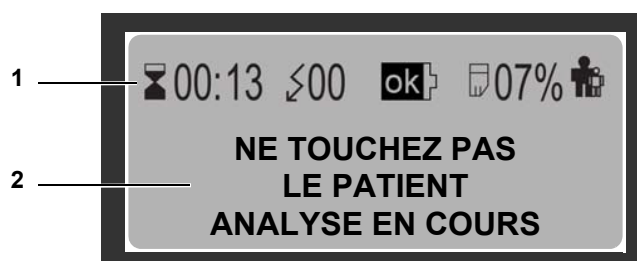 1
00:13 00 ok 07%
2
NE TOUCHEZ PAS
LE PATIENT
ANALYSE EN COURS